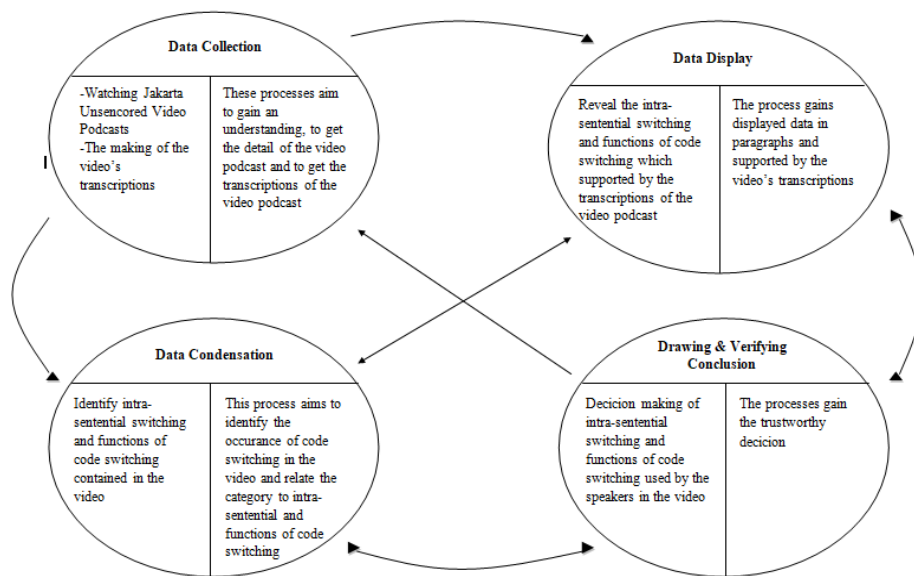 Data Collection
-Watching Jakarta
Unsencored Video
Podcasts
-The making of the
video's
transcriptions
These processes aim
to gain an
understanding, to get
the detail of the video
podcast and to get the
transcriptions of the
video podcast
Data Display
Reveal the intra-
sentential switching
and functions of code
switching which
supported by the
transcriptions of the
video podcast
The process gains
displayed data in
paragraphs and
supported by the
video's transcriptions
Data Condensation
Identify intra-
sentential switching
and functions of
code switching
contained in the
video
This process aims to
identify the
occurance of code
switching in the
video and relate the
category to intra-
sentential and
functions of code
switching
Drawing & Verifying
Conclusion
Decicion making of
intra-sentential
switching and
functions of code
switching used by the
speakers in the video
The processes gain
the trustworthy
decicion